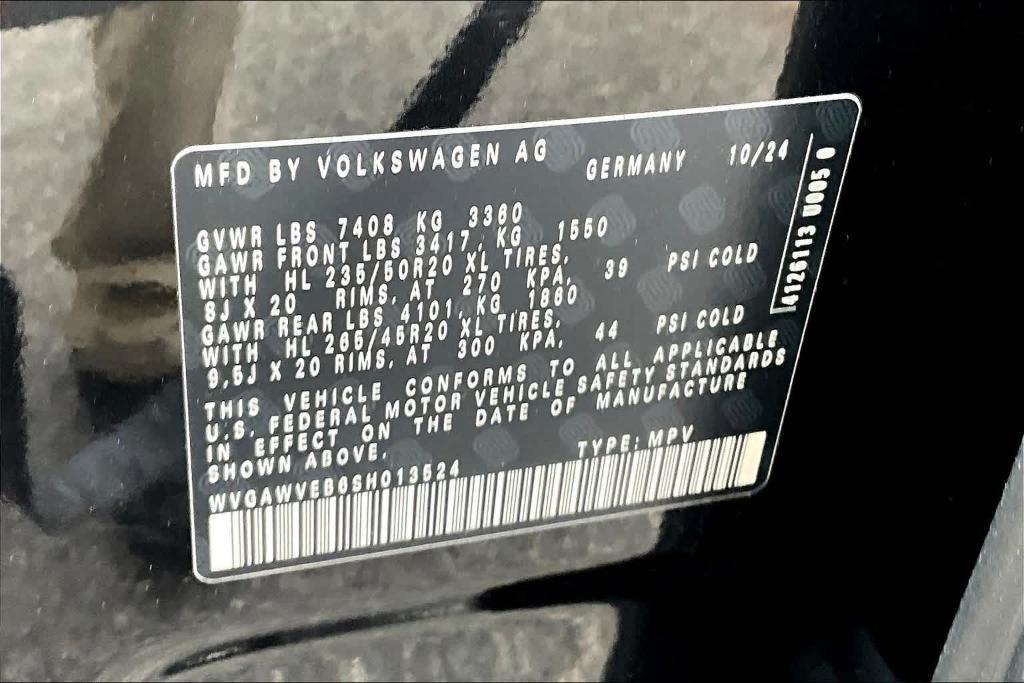 MFD BY VOLKSWAGEN AG GERMANY 10/24
GVWR LBS 7408 KG 3360
GAWR FRONT LBS 3417, KG 1550
WITH HL 235/50R20 XL TIRES,
8J X 20 RIMS, AT 270 KPA, 39 PSI COLD
GAWR REAR LBS 4101, KG 1860
WITH HL 265/45R20 XL TIRES,
9,5J X 20 RIMS, AT 300 KPA, 44 PSI COLD
THIS VEHICLE CONFORMS TO ALL APPLICABLE
U.S. FEDERAL MOTOR VEHICLE SAFETY STANDARDS
IN EFFECT ON THE DATE OF MANUFACTURE
SHOWN ABOVE.
TYPE: MPV
WVGAWVEB6SH013524
4126113 U005 0